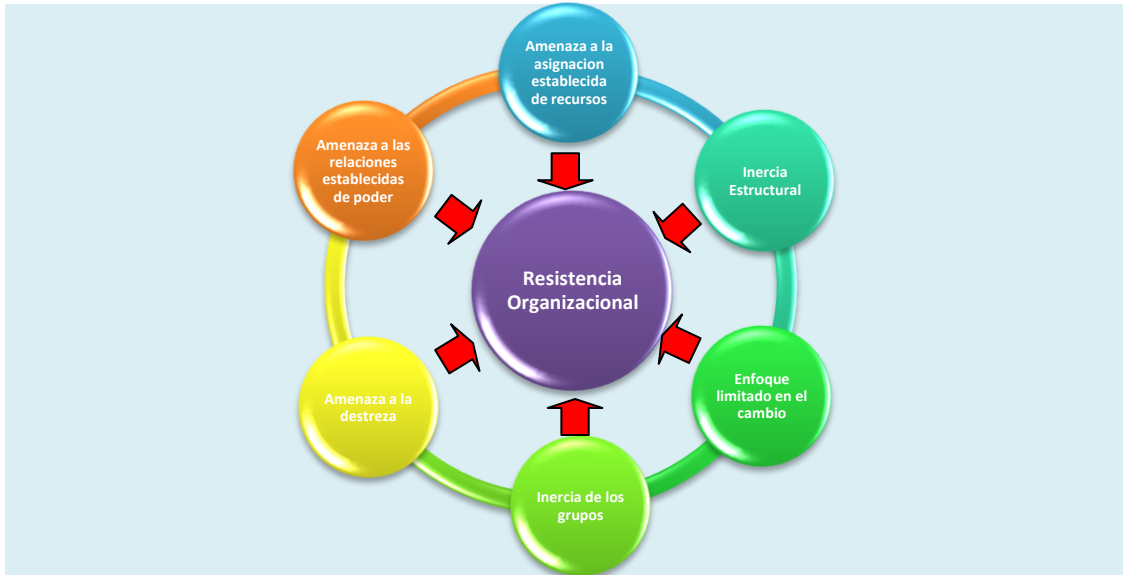 Amenaza a la
asignacion
establecida
de recursos
Amenaza a las
relaciones
establecidas
de poder
Inercia
Estructural
Resistencia
Organizacional
Amenaza a la
destreza
Enfoque
limitado en el
cambio
Inercia de los
grupos